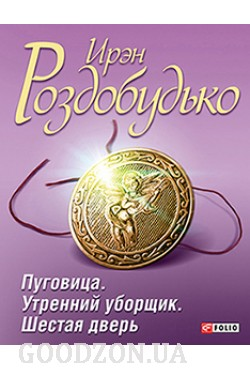 Ирэн
Роздобудько
Пуговица.
Утренний уборщик.
Шестая дверь
FOLIO
GOODZON.UA